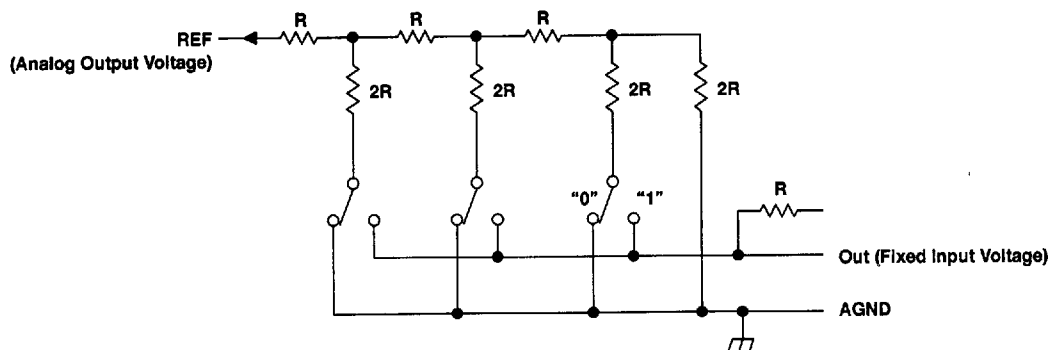 R
R
R
REF
(Analog Output Voltage)
2R
2R
2R
2R
"0"
"1"
R
Out (Fixed Input Voltage)
AGND